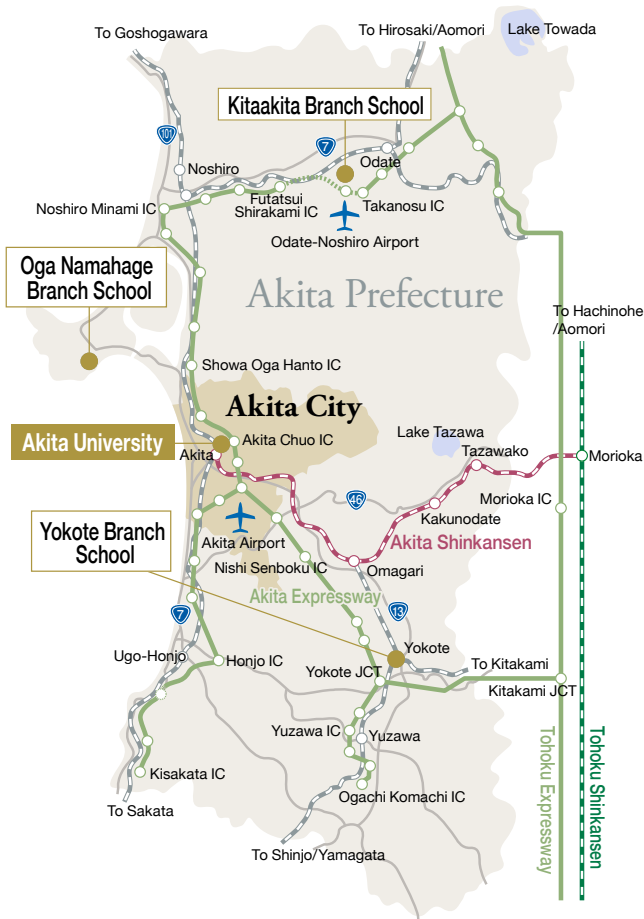 To Goshogawara
To Hirosaki/Aomori
Lake Towada
Kitaakita Branch School
101
7
Odate
Noshiro
Futatsui
Shirakami IC
Takanosu IC
Noshiro Minami IC
Odate-Noshiro Airport
Oga Namahage
Branch School
Akita Prefecture
To Hachinohe
/Aomori
Showa Oga Hanto IC
Akita City
Akita University
Akita Chuo IC
Akita
Lake Tazawa
Tazawako
Morioka
46
Morioka IC
Kakunodate
Yokote Branch
School
Akita Airport
Akita Shinkansen
Nishi Senboku IC
Omagari
Akita Expressway
7
13
Ugo-Honjo
Honjo IC
Yokote
To Kitakami
Yokote JCT
Kitakami JCT
Yuzawa IC
Yuzawa
Kisakata IC
Ogachi Komachi IC
To Sakata
To Shinjo/Yamagata
Tohoku Expressway
Tohoku Shinkansen